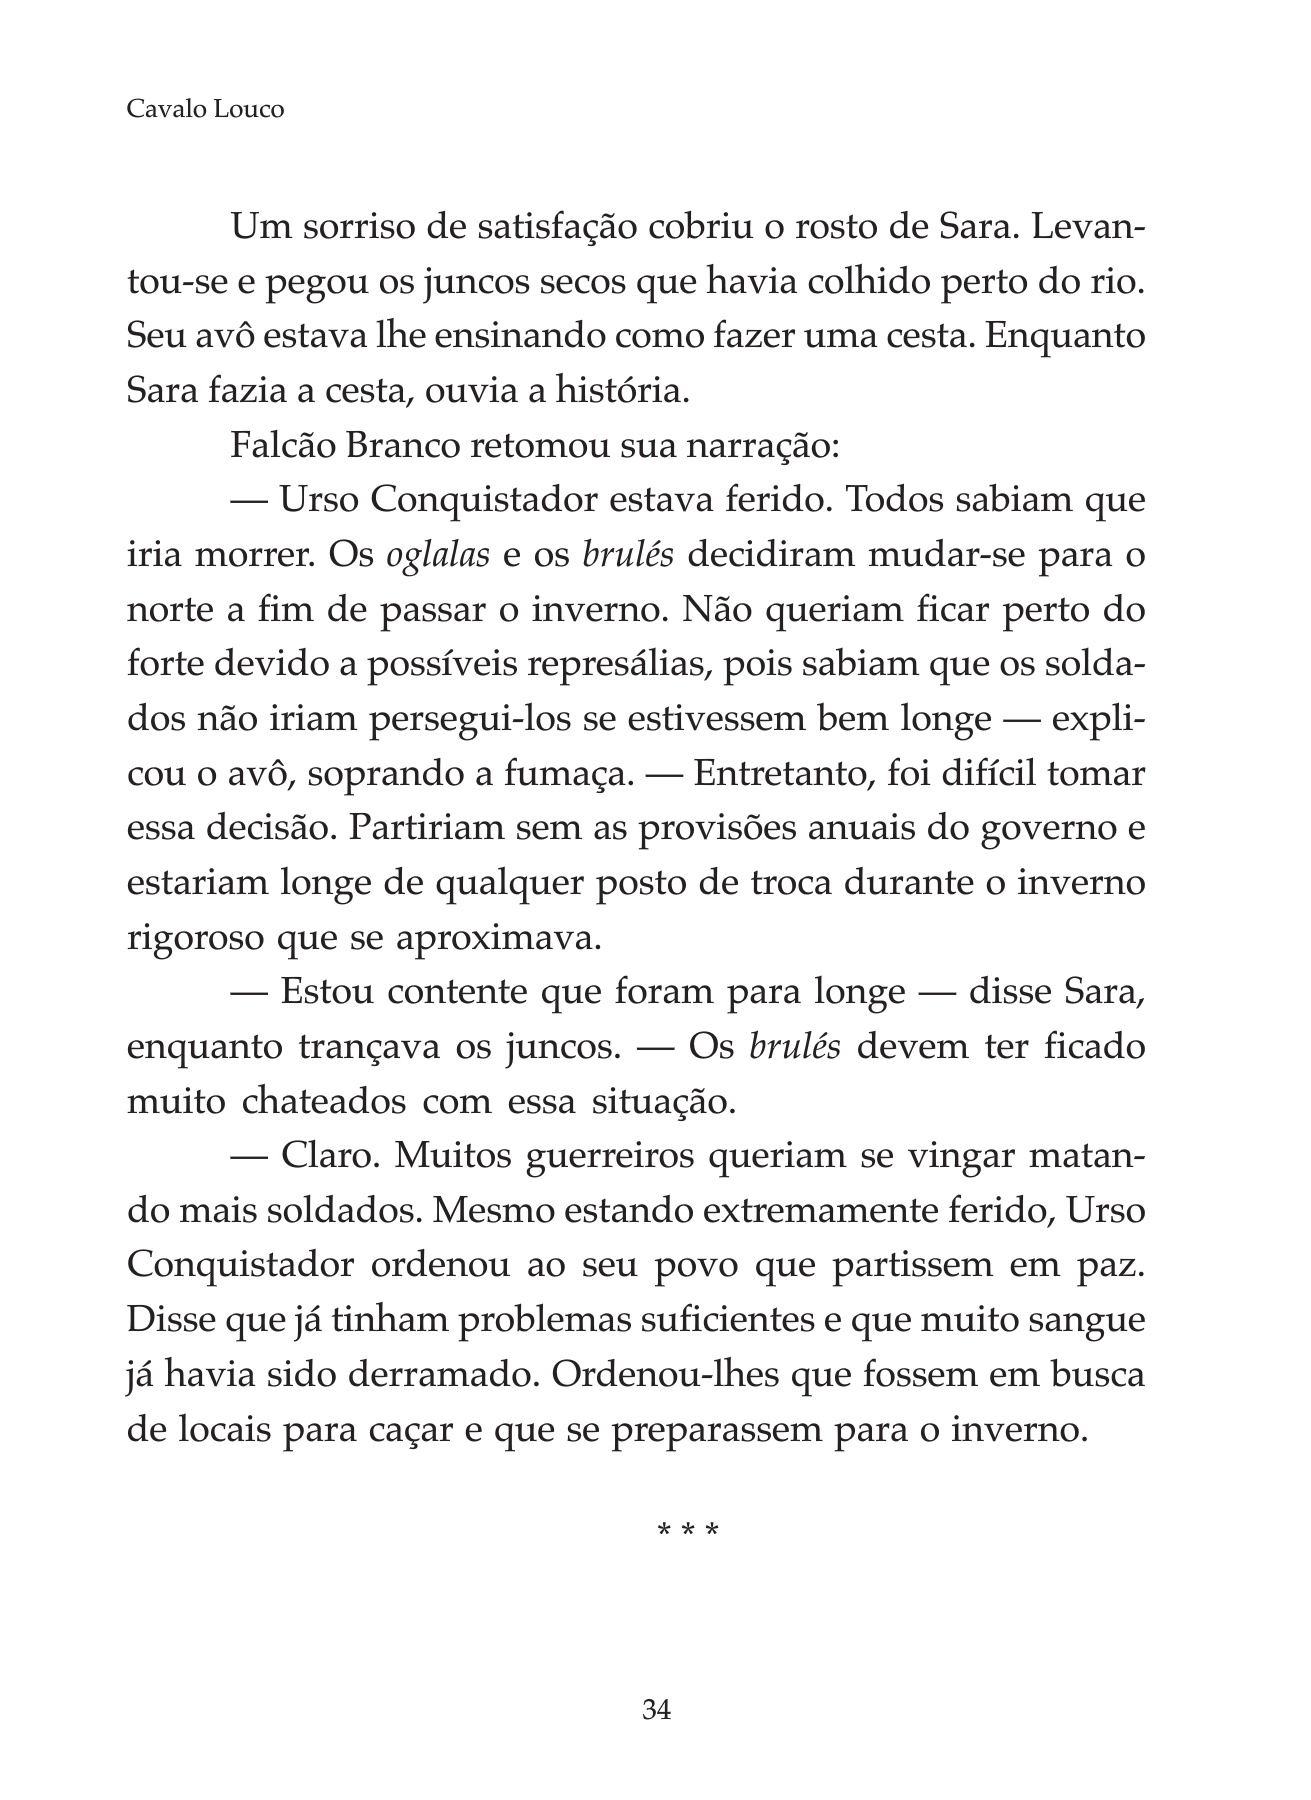 Cavalo Louco
Um sorriso de satisfação cobriu o rosto de Sara. Levan-
tou-se e pegou os juncos secos que havia colhido perto do rio.
Seu avô estava lhe ensinando como fazer uma cesta. Enquanto
Sara fazia a cesta, ouvia a história.
Falcão Branco retomou sua narração:
— Urso Conquistador estava ferido. Todos sabiam que
iria morrer. Os oglalas e os brulés decidiram mudar-se para o
norte a fim de passar o inverno. Não queriam ficar perto do
forte devido a possíveis represálias, pois sabiam que os solda-
dos não iriam persegui-los se estivessem bem longe — expli-
cou o avô, soprando a fumaça. — Entretanto, foi difícil tomar
essa decisão. Partiriam sem as provisões anuais do governo e
estariam longe de qualquer posto de troca durante o inverno
rigoroso que se aproximava.
— Estou contente que foram para longe — disse Sara,
enquanto trançava os juncos. — Os brulés devem ter ficado
muito chateados com essa situação.
— Claro. Muitos guerreiros queriam se vingar matan-
do mais soldados. Mesmo estando extremamente ferido, Urso
Conquistador ordenou ao seu povo que partissem em paz.
Disse que já tinham problemas suficientes e que muito sangue
já havia sido derramado. Ordenou-lhes que fossem em busca
de locais para caçar e que se preparassem para o inverno.
* * *
34